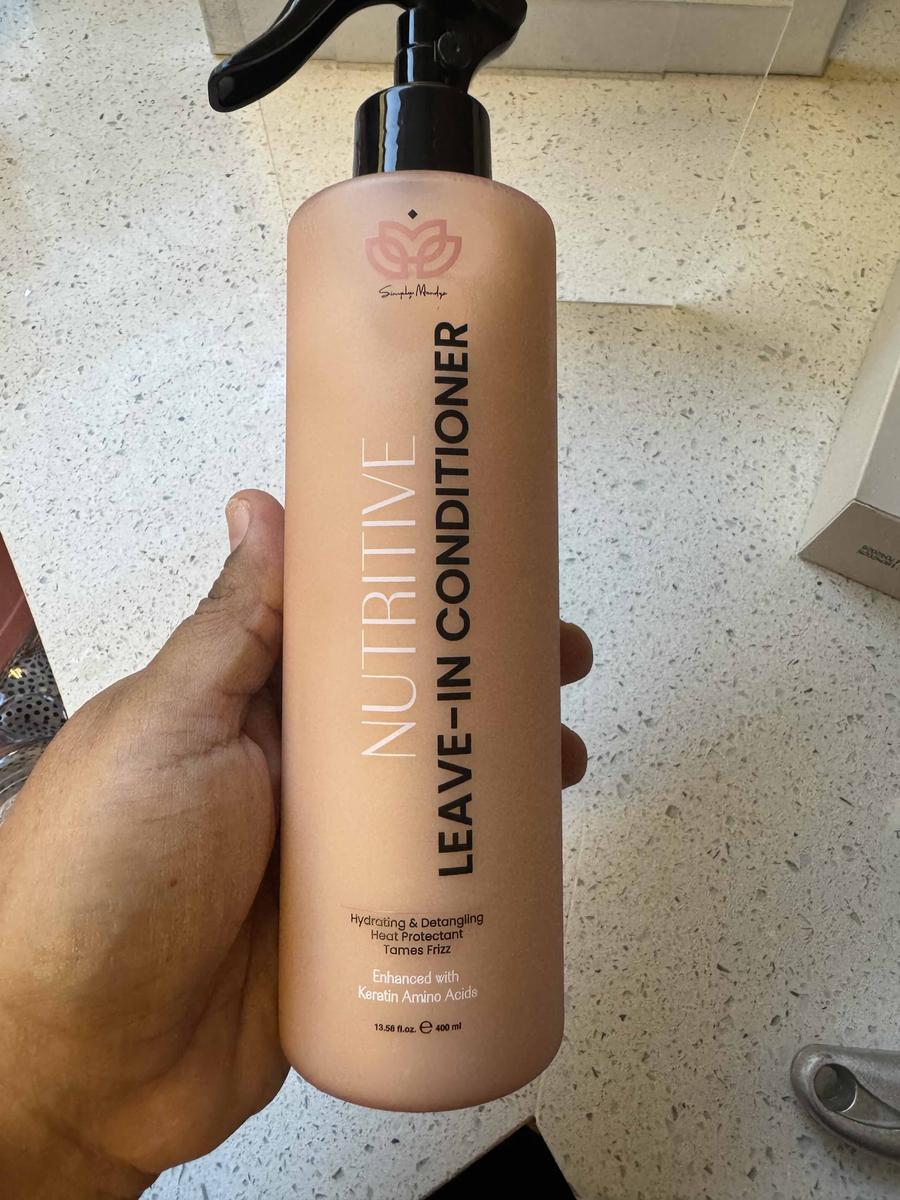 Simply Mandys
NUTRITIVE
LEAVE-IN CONDITIONER
Hydrating & Detangling
Heat Protectant
Tames Frizz
Enhanced with
Keratin Amino Acids
13.58 fl.oz. ℮ 400 ml